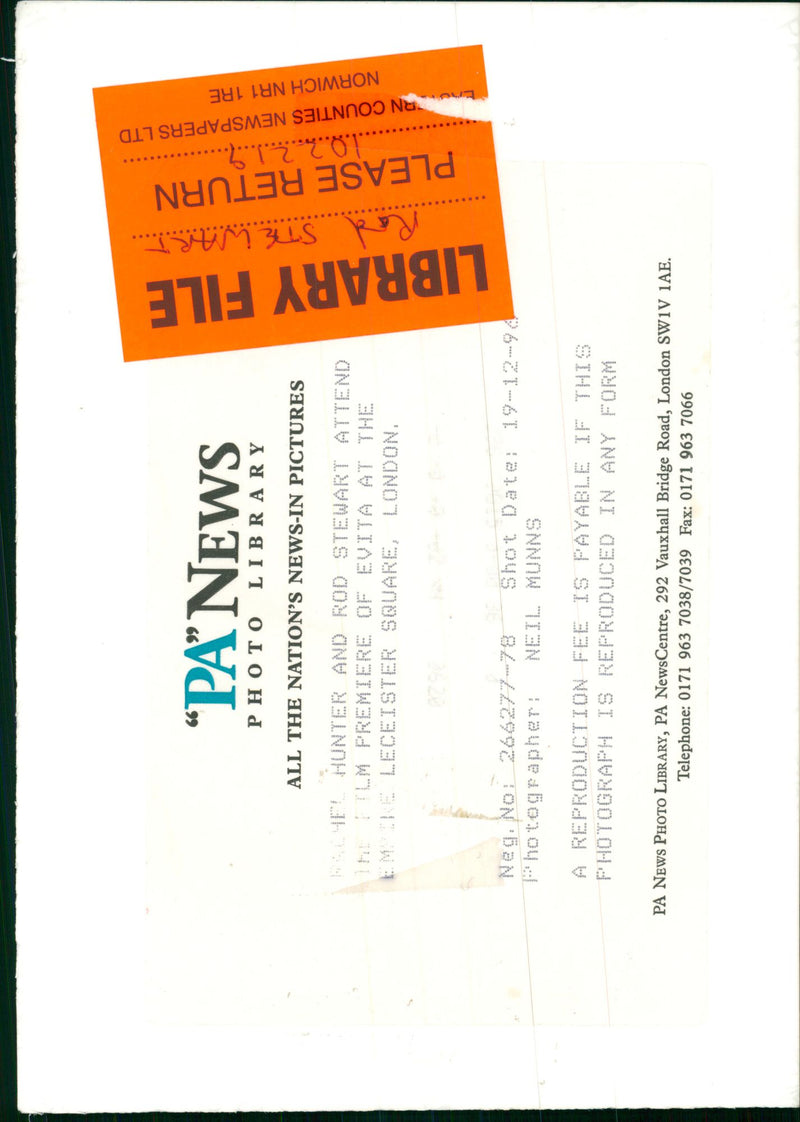 LIBRARY FILE
Rod STEWART
PLEASE RETURN
102219
EASTERN COUNTIES NEWSPAPERS LTD
NORWICH NR1 1RE
"PA" NEWS
PHOTO LIBRARY
ALL THE NATION'S NEWS-IN PICTURES
RACHEL HUNTER AND ROD STEWART ATTEND
THE FILM PREMIERE OF EVITA AT THE
EMPIRE LECEISTER SQUARE, LONDON.
Neg.No: 266277-78 Shot Date: 19-12-96
Photographer: NEIL MUNNS
A REPRODUCTION FEE IS PAYABLE IF THIS
PHOTOGRAPH IS REPRODUCED IN ANY FORM
PA NEWS PHOTO LIBRARY, PA NewsCentre, 292 Vauxhall Bridge Road, London SW1V 1AE.
Telephone: 0171 963 7038/7039 Fax: 0171 963 7066